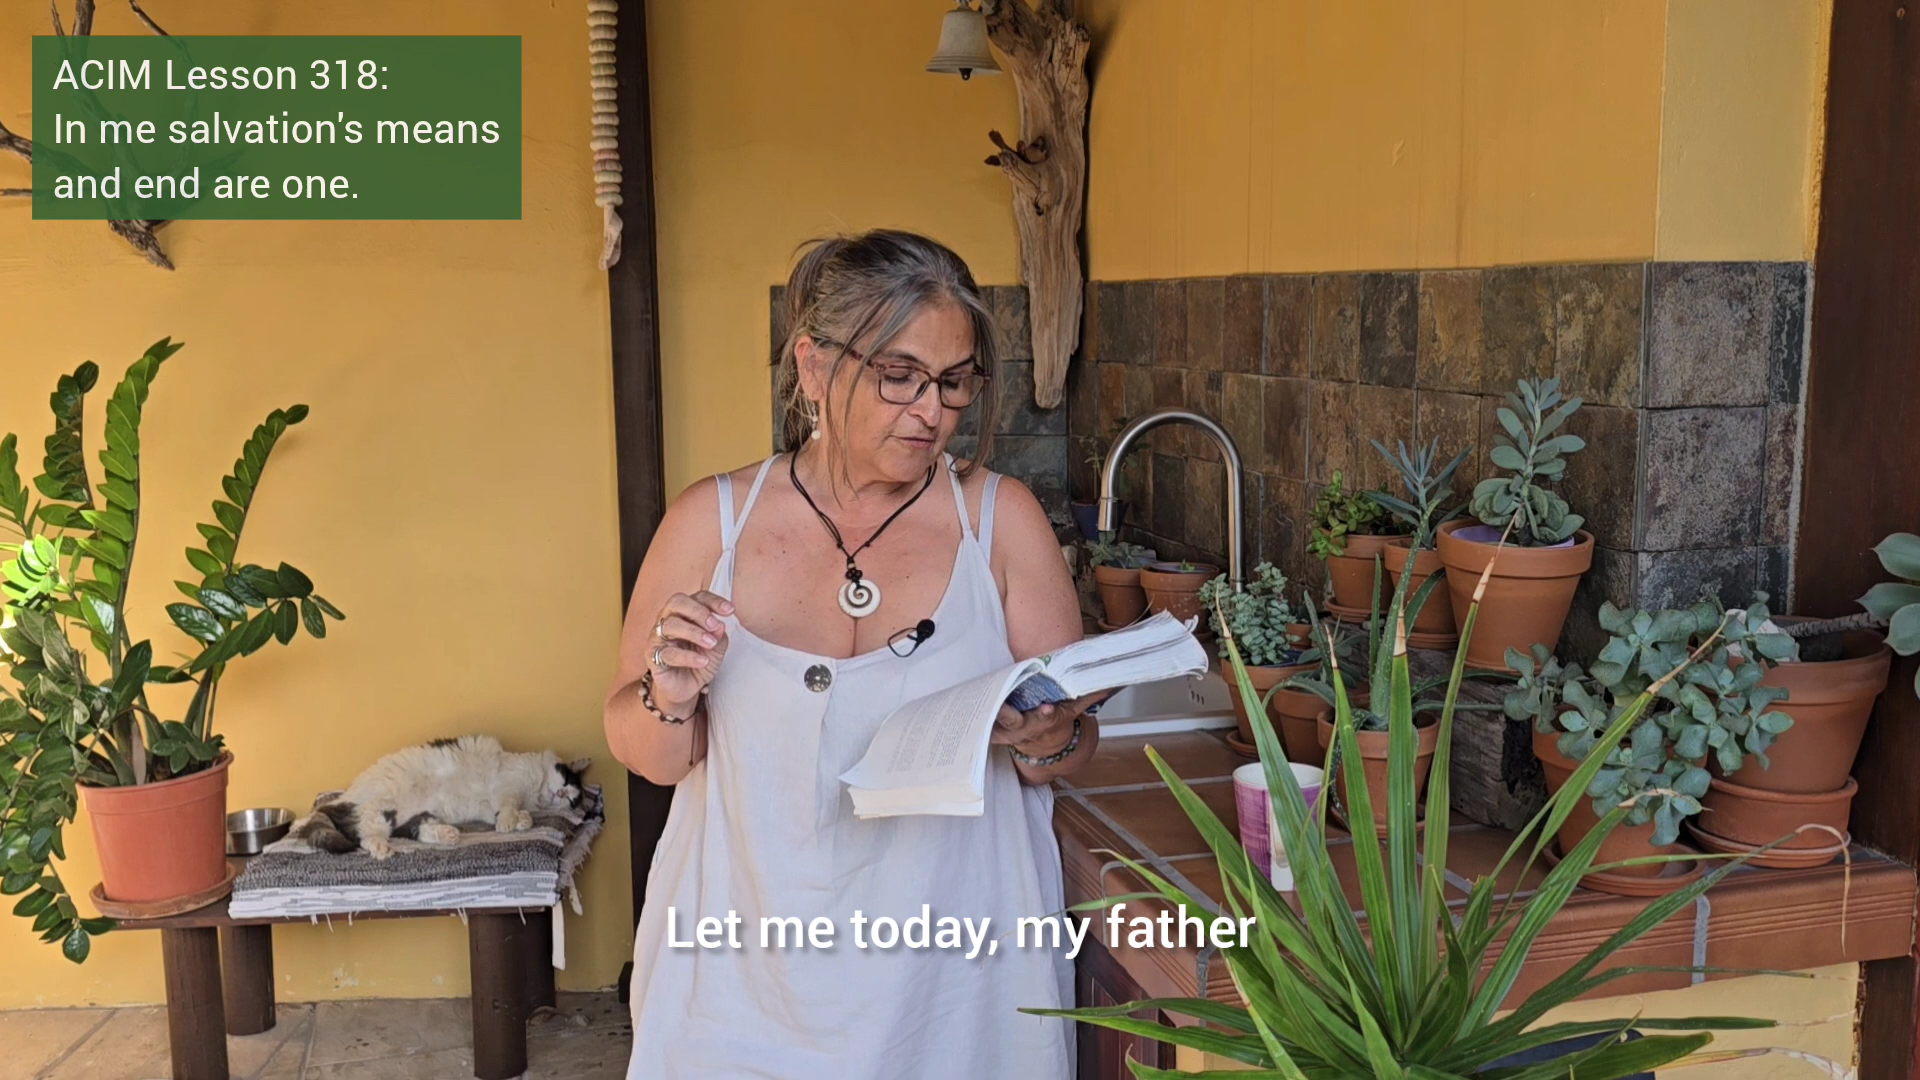 ACIM Lesson 318:
In me salvation's means
and end are one.
Let me today, my father